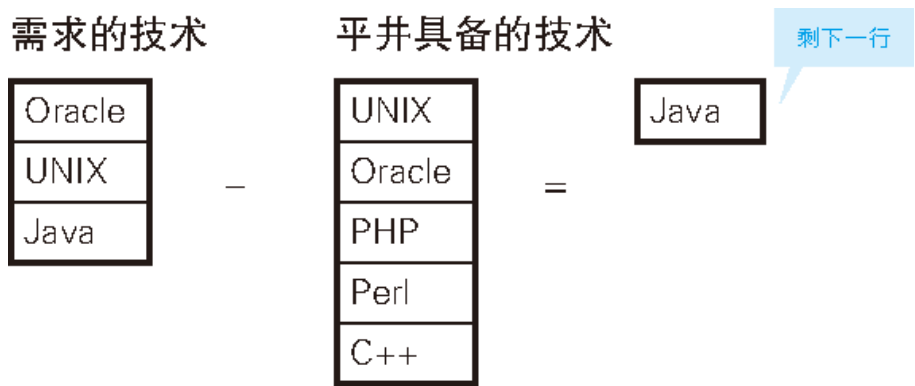 需求的技术
平井具备的技术
剩下一行
Oracle
UNIX
Java
−
UNIX
Oracle
PHP
Perl
C++
=
Java